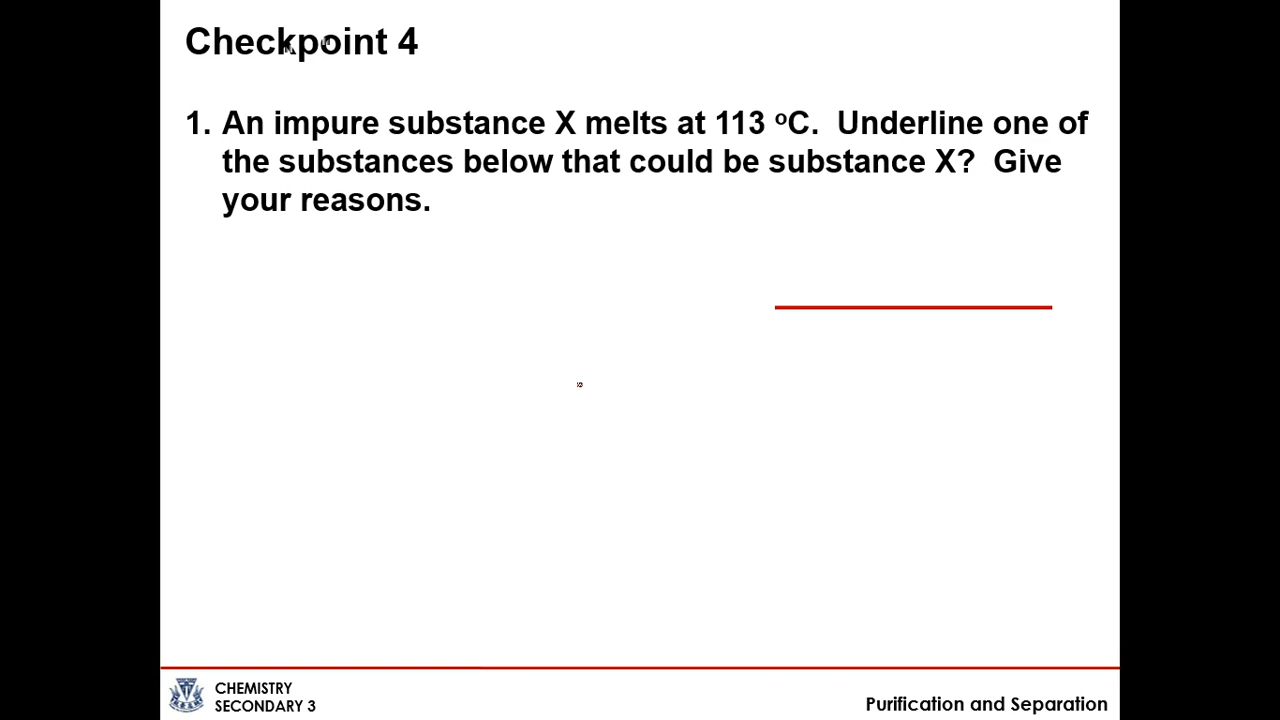 Checkpoint 4
1. An impure substance X melts at 113 ºC. Underline one of
the substances below that could be substance X? Give
your reasons.
CHEMISTRY
SECONDARY 3
Purification and Separation